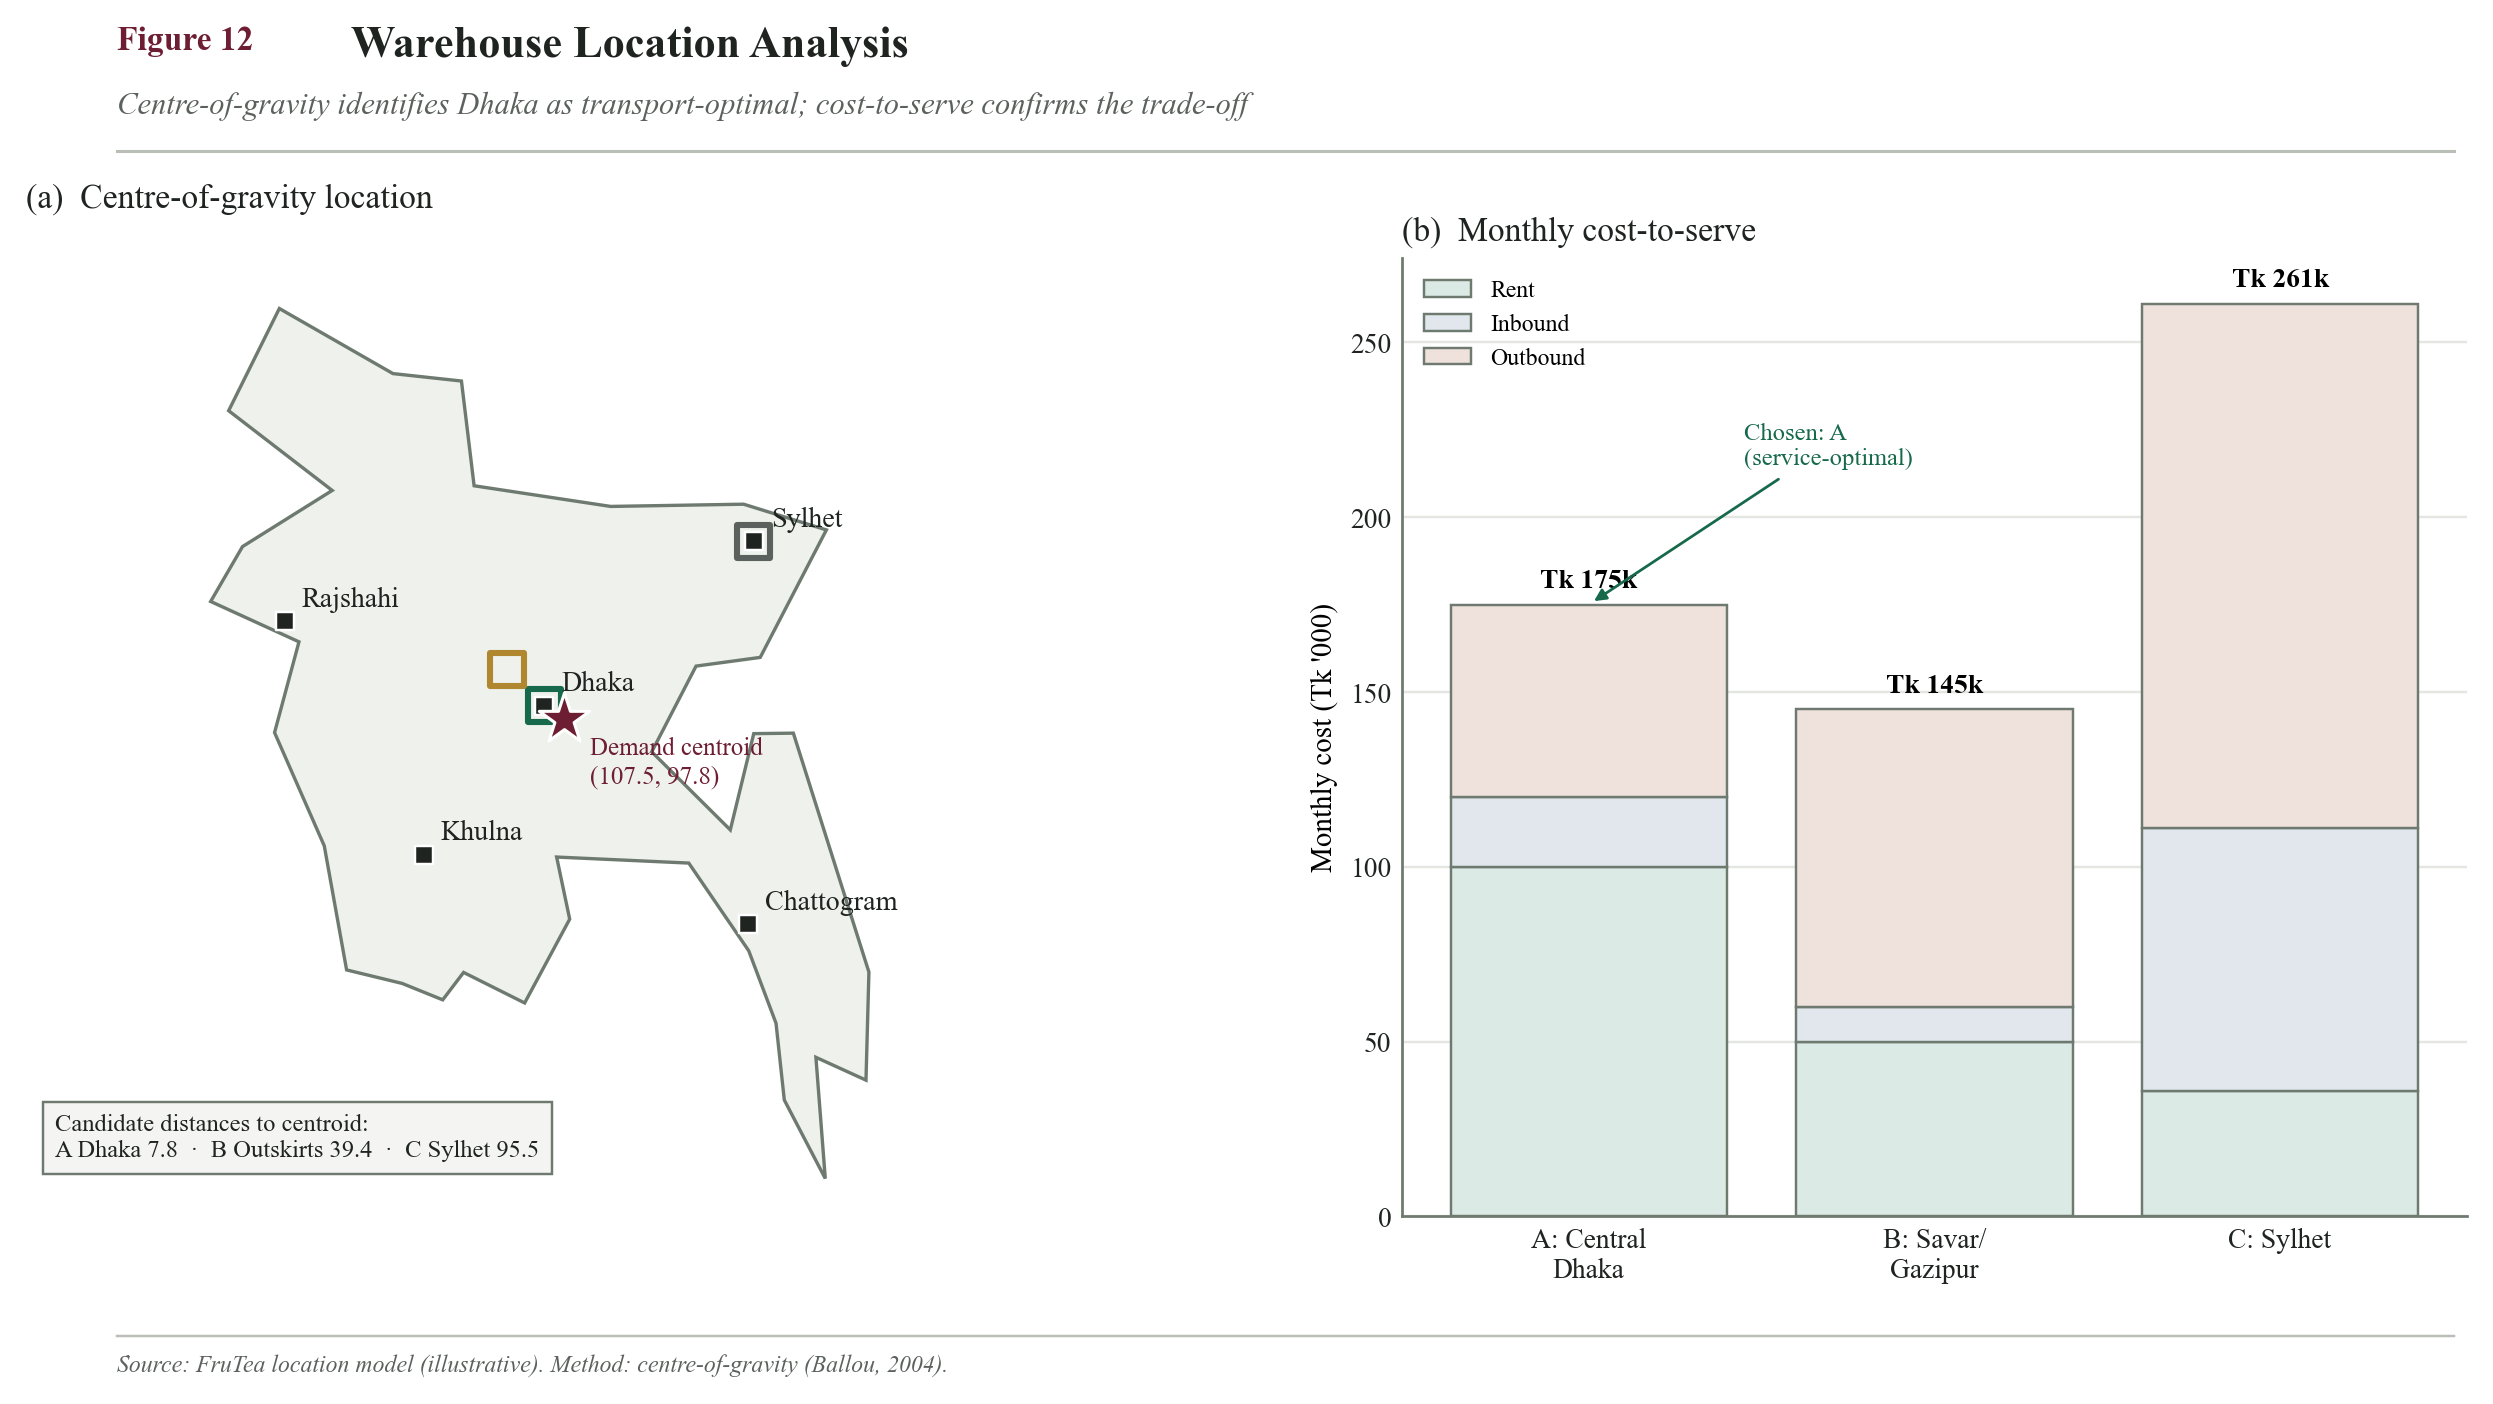 Figure 12 Warehouse Location Analysis
Centre-of-gravity identifies Dhaka as transport-optimal; cost-to-serve confirms the trade-off
(a) Centre-of-gravity location
Sylhet
Rajshahi
Dhaka
Demand centroid
(107.5, 97.8)
Khulna
Chattogram
Candidate distances to centroid:
A Dhaka 7.8 · B Outskirts 39.4 · C Sylhet 95.5
(b) Monthly cost-to-serve
Rent
Inbound
Outbound
Tk 261k
Chosen: A
(service-optimal)
Tk 175k
Tk 145k
Monthly cost (Tk '000)
250
200
150
100
50
0
A: Central
Dhaka
B: Savar/
Gazipur
C: Sylhet
Source: FruTea location model (illustrative). Method: centre-of-gravity (Ballou, 2004).